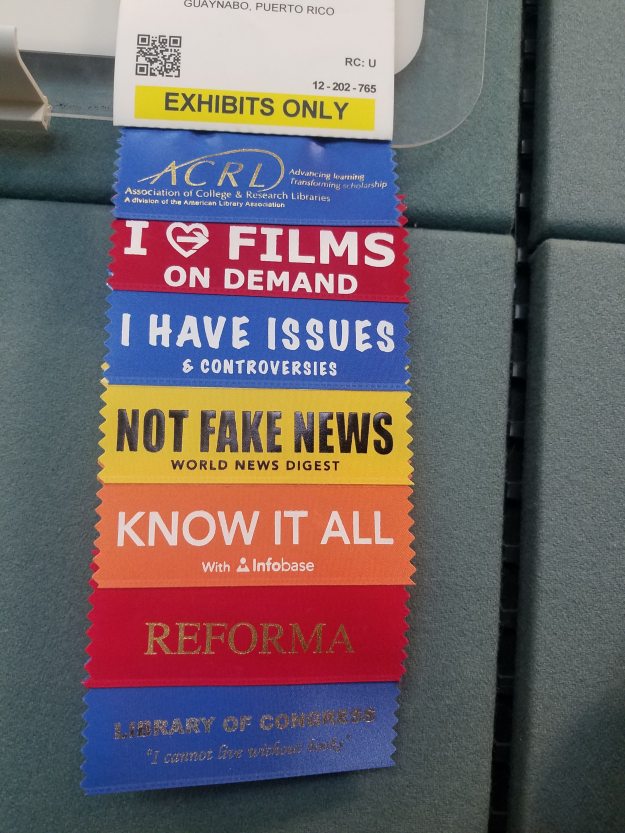 GUAYNABO, PUERTO RICO
RC: U
12 - 202 - 765
EXHIBITS ONLY
ACRL
Advancing learning
Transforming scholarship
Association of College & Research Libraries
A division of the American Library Association
I FILMS
ON DEMAND
I HAVE ISSUES
& CONTROVERSIES
NOT FAKE NEWS
WORLD NEWS DIGEST
KNOW IT ALL
With Infobase
REFORMA
LIBRARY OF CONGRESS
"I cannot live without books"